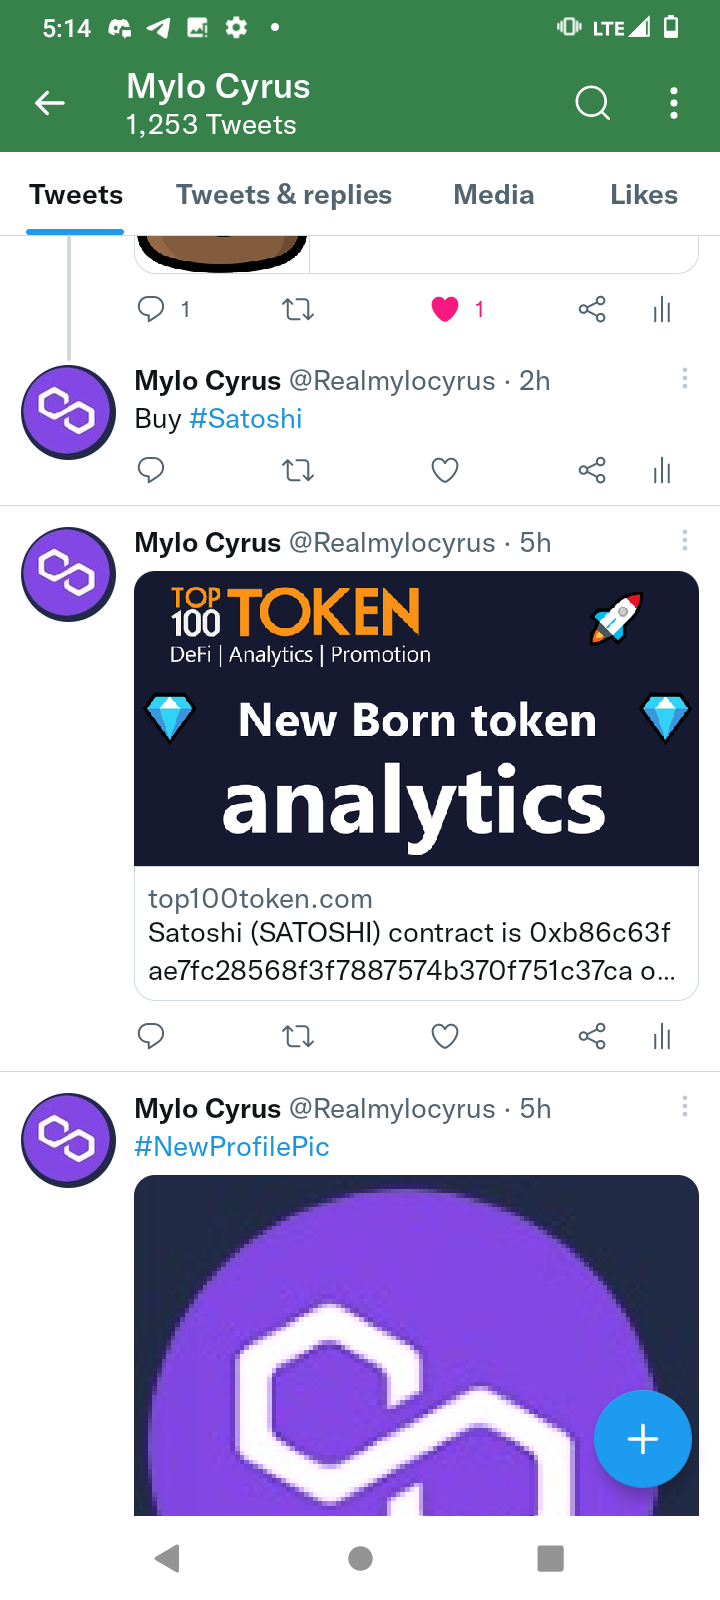 5:14
LTE
Mylo Cyrus
1,253 Tweets
Tweets
Tweets & replies
Media
Likes
1
1
Mylo Cyrus @Realmylocyrus · 2h
Buy #Satoshi
Mylo Cyrus @Realmylocyrus · 5h
TOP 100 TOKEN
DeFi | Analytics | Promotion
New Born token
analytics
top100token.com
Satoshi (SATOSHI) contract is 0xb86c63f
ae7fc28568f3f7887574b370f751c37ca o...
Mylo Cyrus @Realmylocyrus · 5h
#NewProfilePic